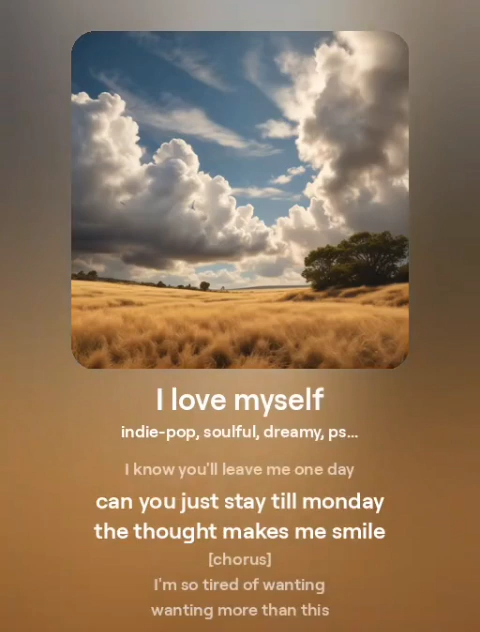 I love myself
indie-pop, soulful, dreamy, ps...
I know you'll leave me one day
can you just stay till monday
the thought makes me smile
[chorus]
I'm so tired of wanting
wanting more than this